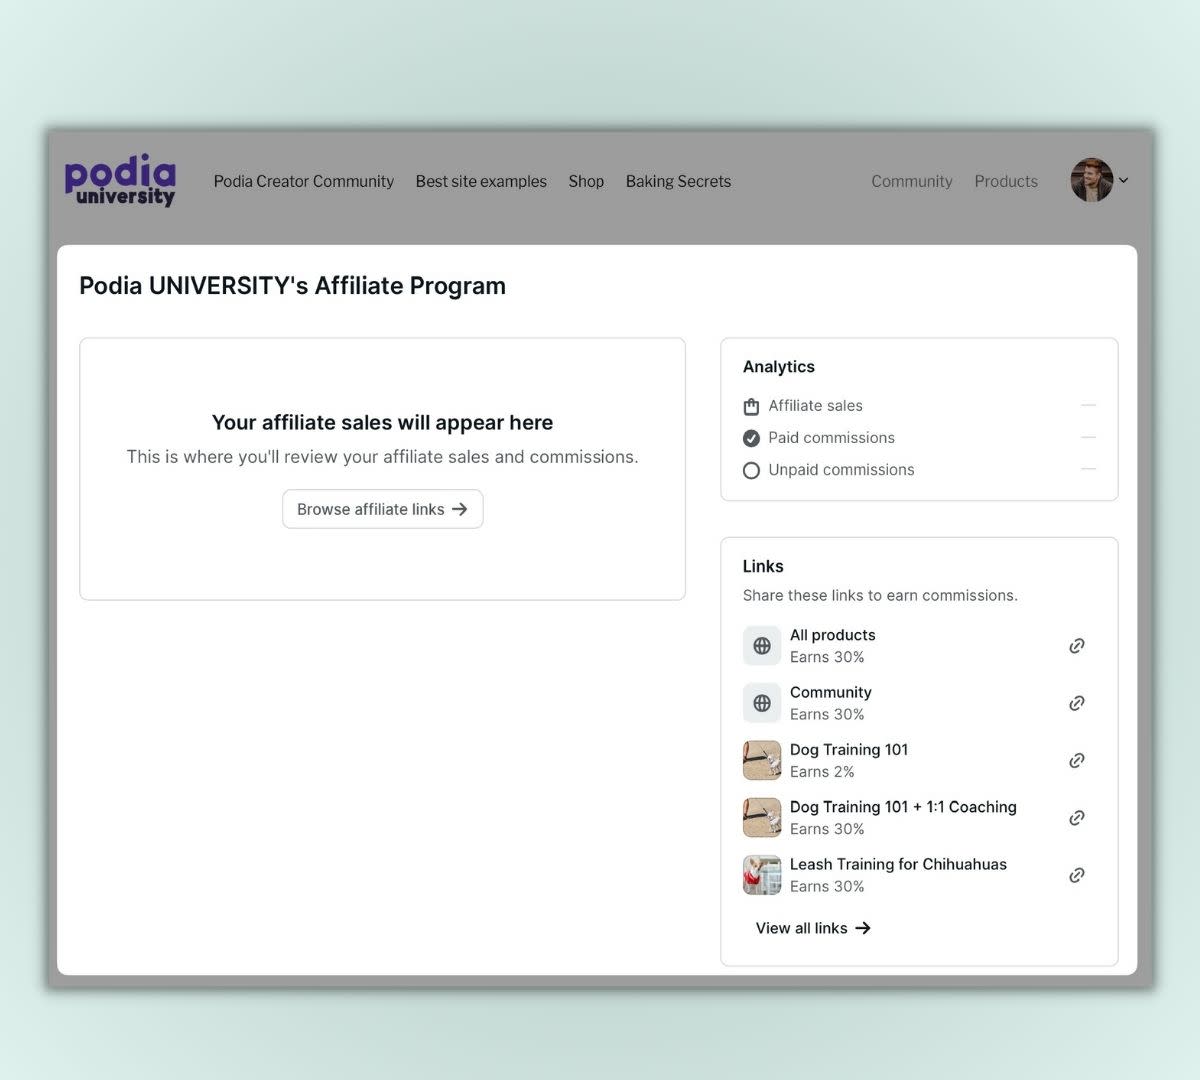 podia
university
Podia Creator Community
Best site examples
Shop
Baking Secrets
Community
Products
Podia UNIVERSITY's Affiliate Program
Your affiliate sales will appear here
This is where you'll review your affiliate sales and commissions.
Browse affiliate links →
Analytics
Affiliate sales —
Paid commissions —
Unpaid commissions —
Links
Share these links to earn commissions.
All products
Earns 30%
Community
Earns 30%
Dog Training 101
Earns 2%
Dog Training 101 + 1:1 Coaching
Earns 30%
Leash Training for Chihuahuas
Earns 30%
View all links →